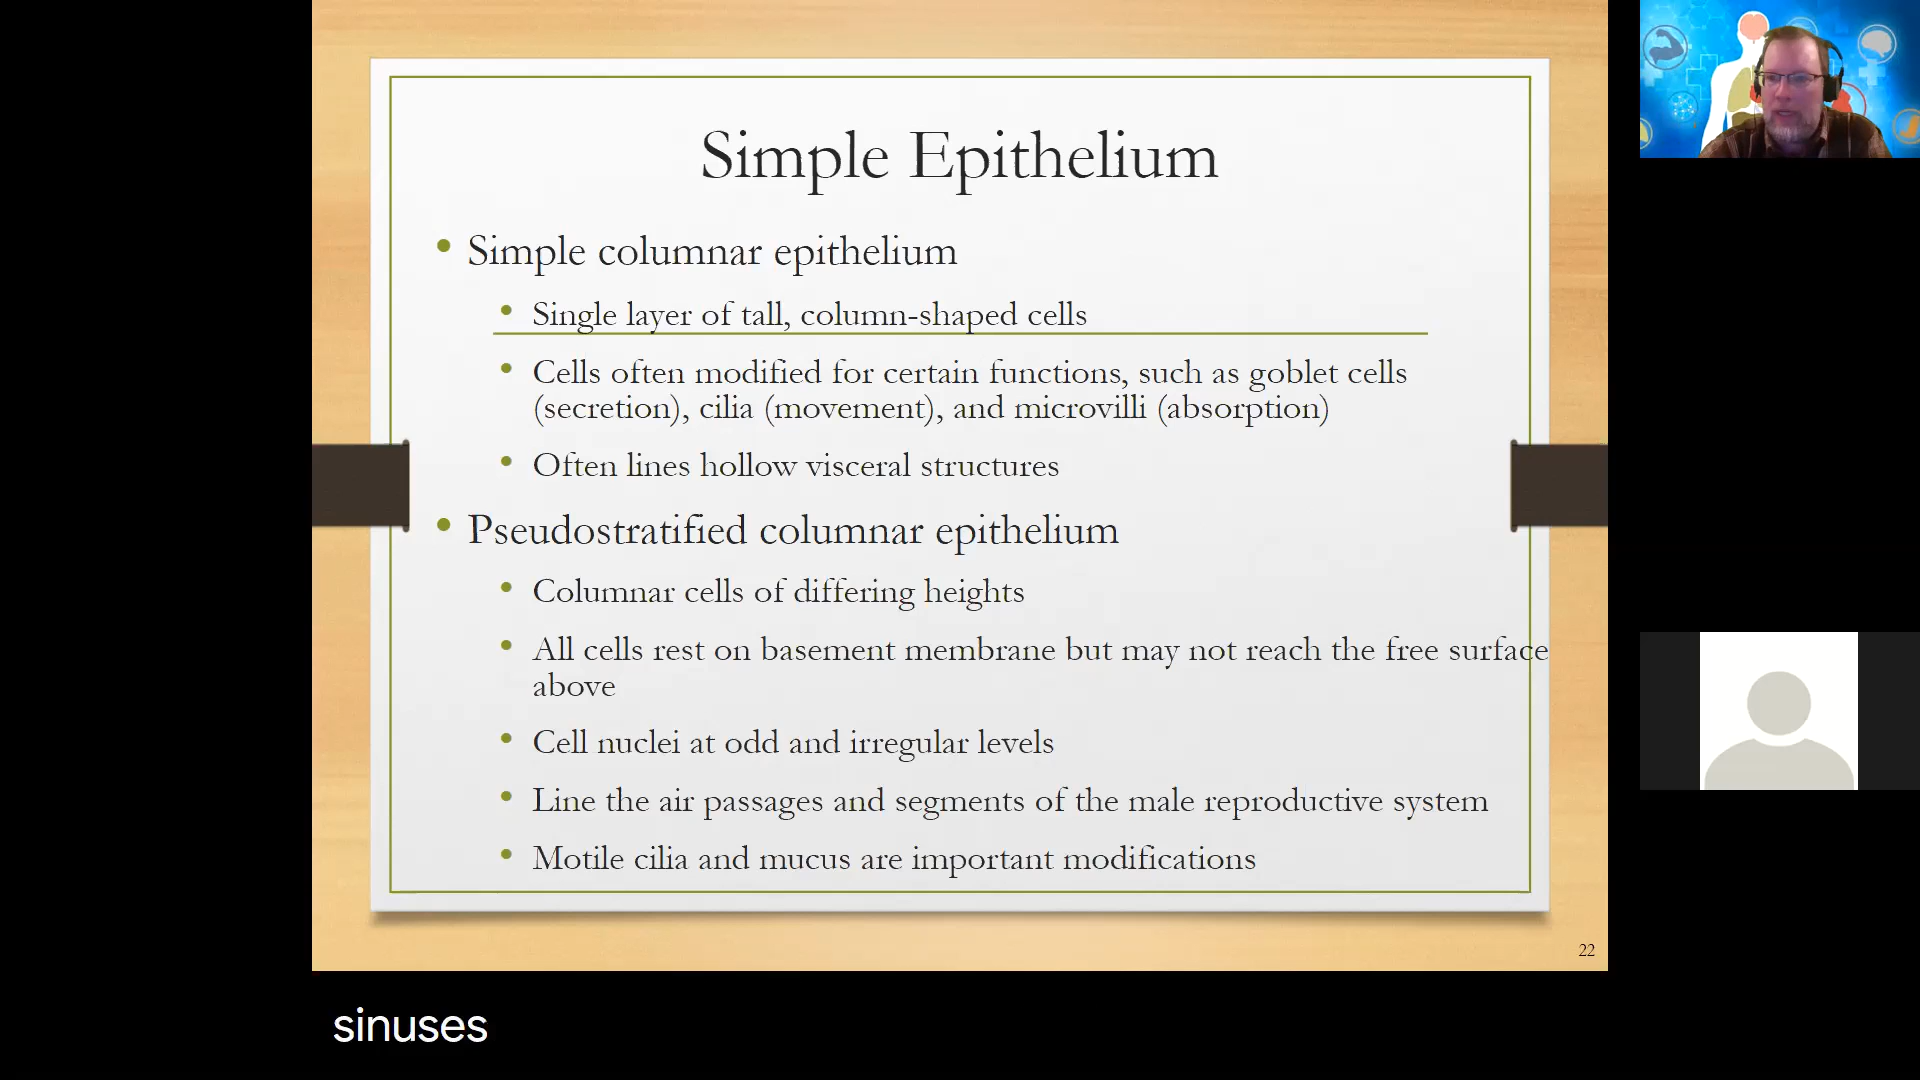 Simple Epithelium
• Simple columnar epithelium
• Single layer of tall, column-shaped cells
• Cells often modified for certain functions, such as goblet cells
(secretion), cilia (movement), and microvilli (absorption)
• Often lines hollow visceral structures
• Pseudostratified columnar epithelium
• Columnar cells of differing heights
• All cells rest on basement membrane but may not reach the free surface
above
• Cell nuclei at odd and irregular levels
• Line the air passages and segments of the male reproductive system
• Motile cilia and mucus are important modifications
22
sinuses